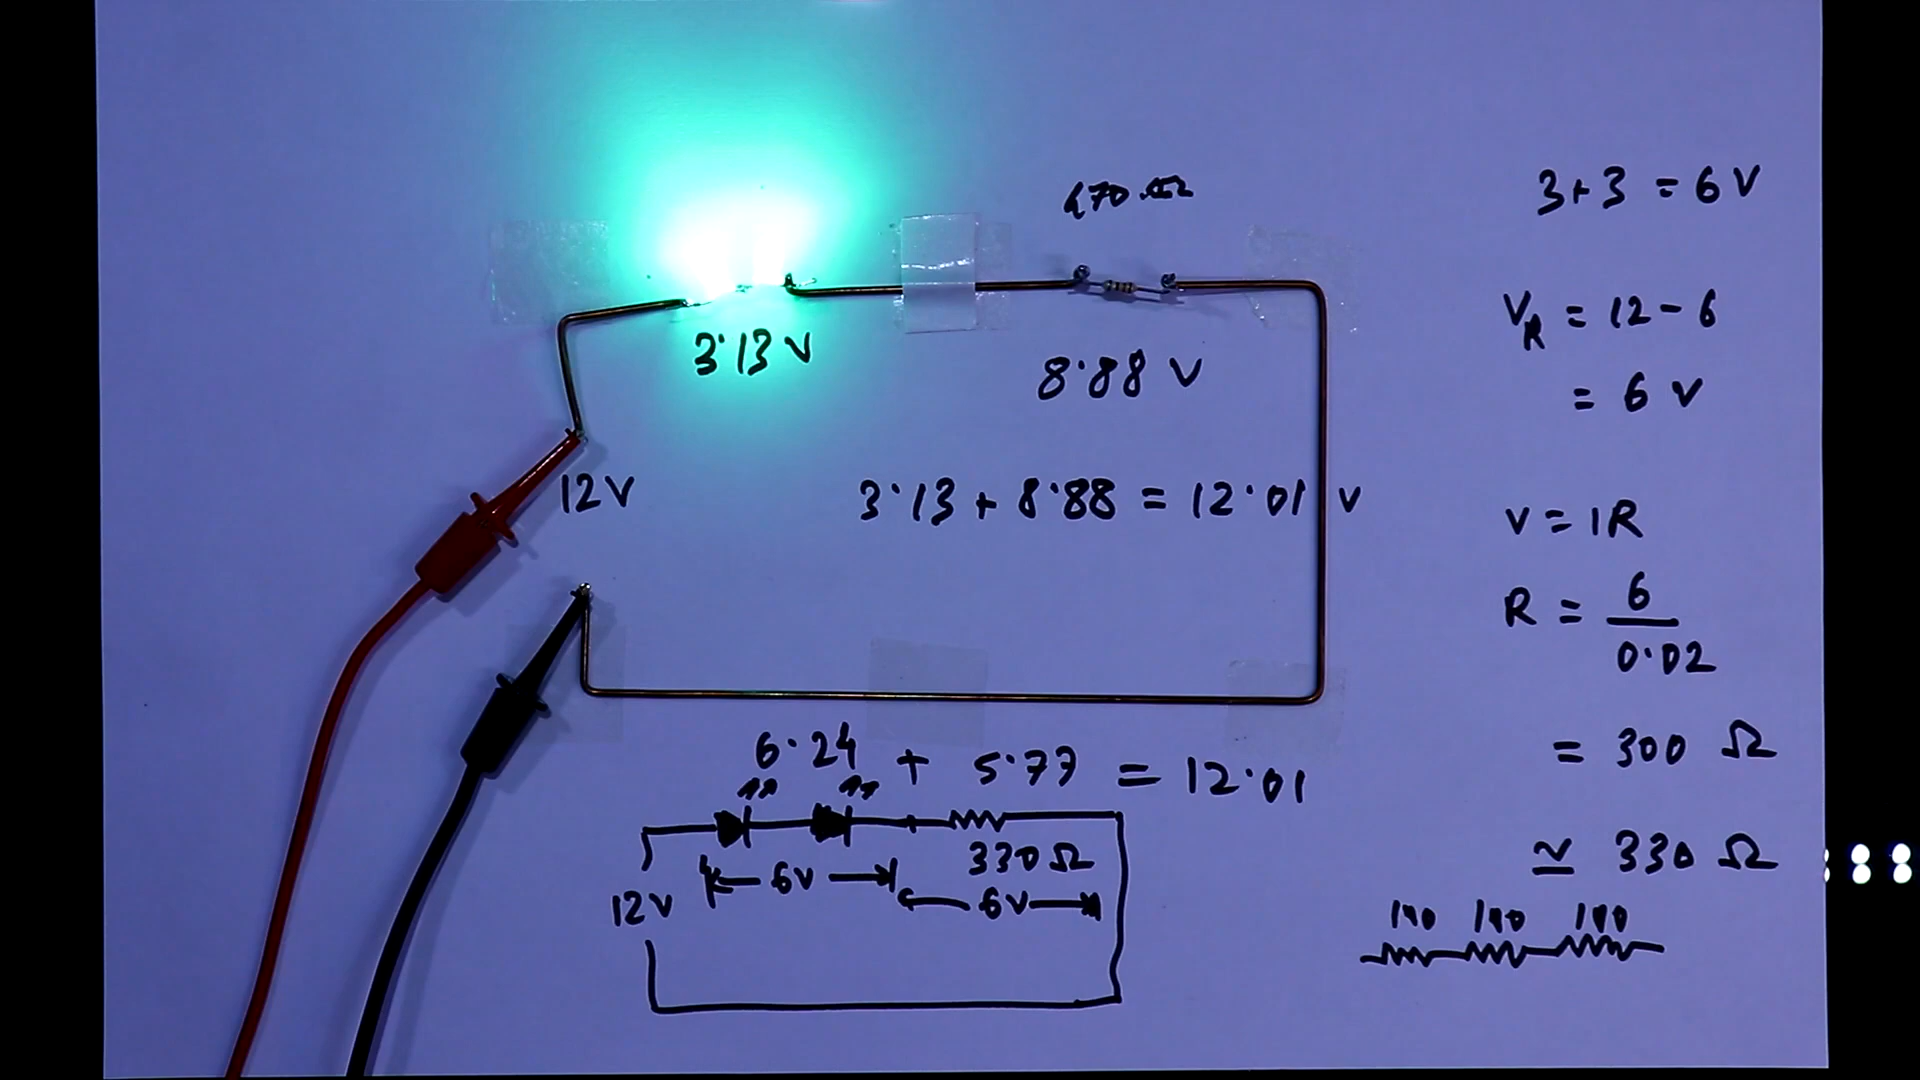 470 Ω
3.13 V
8.88 V
12V
3.13 + 8.88 = 12.01 V
6.24 + 5.77 = 12.01
330 Ω
6V
6V
12V
3+3 = 6V
VR = 12-6
= 6 V
V = IR
R = 6
0.02
= 300 Ω
≃ 330 Ω
100 100 100